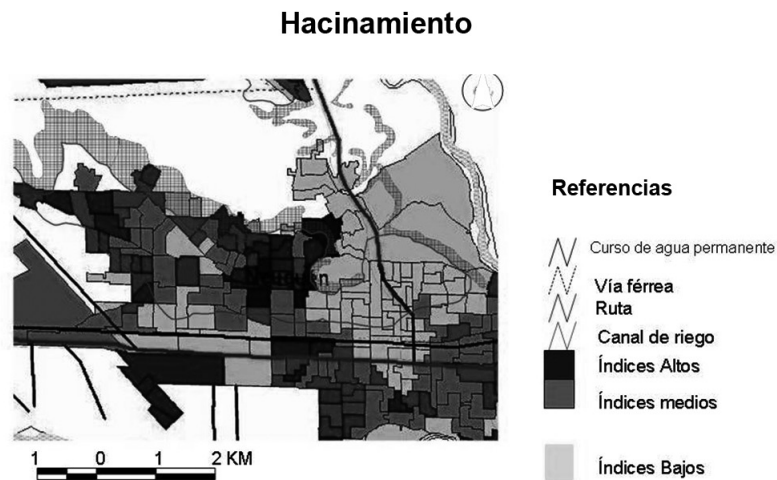 Hacinamiento
Referencias
Curso de agua permanente
Vía férrea
Ruta
Canal de riego
Índices Altos
Índices medios
Índices Bajos
1 0 1 2 KM